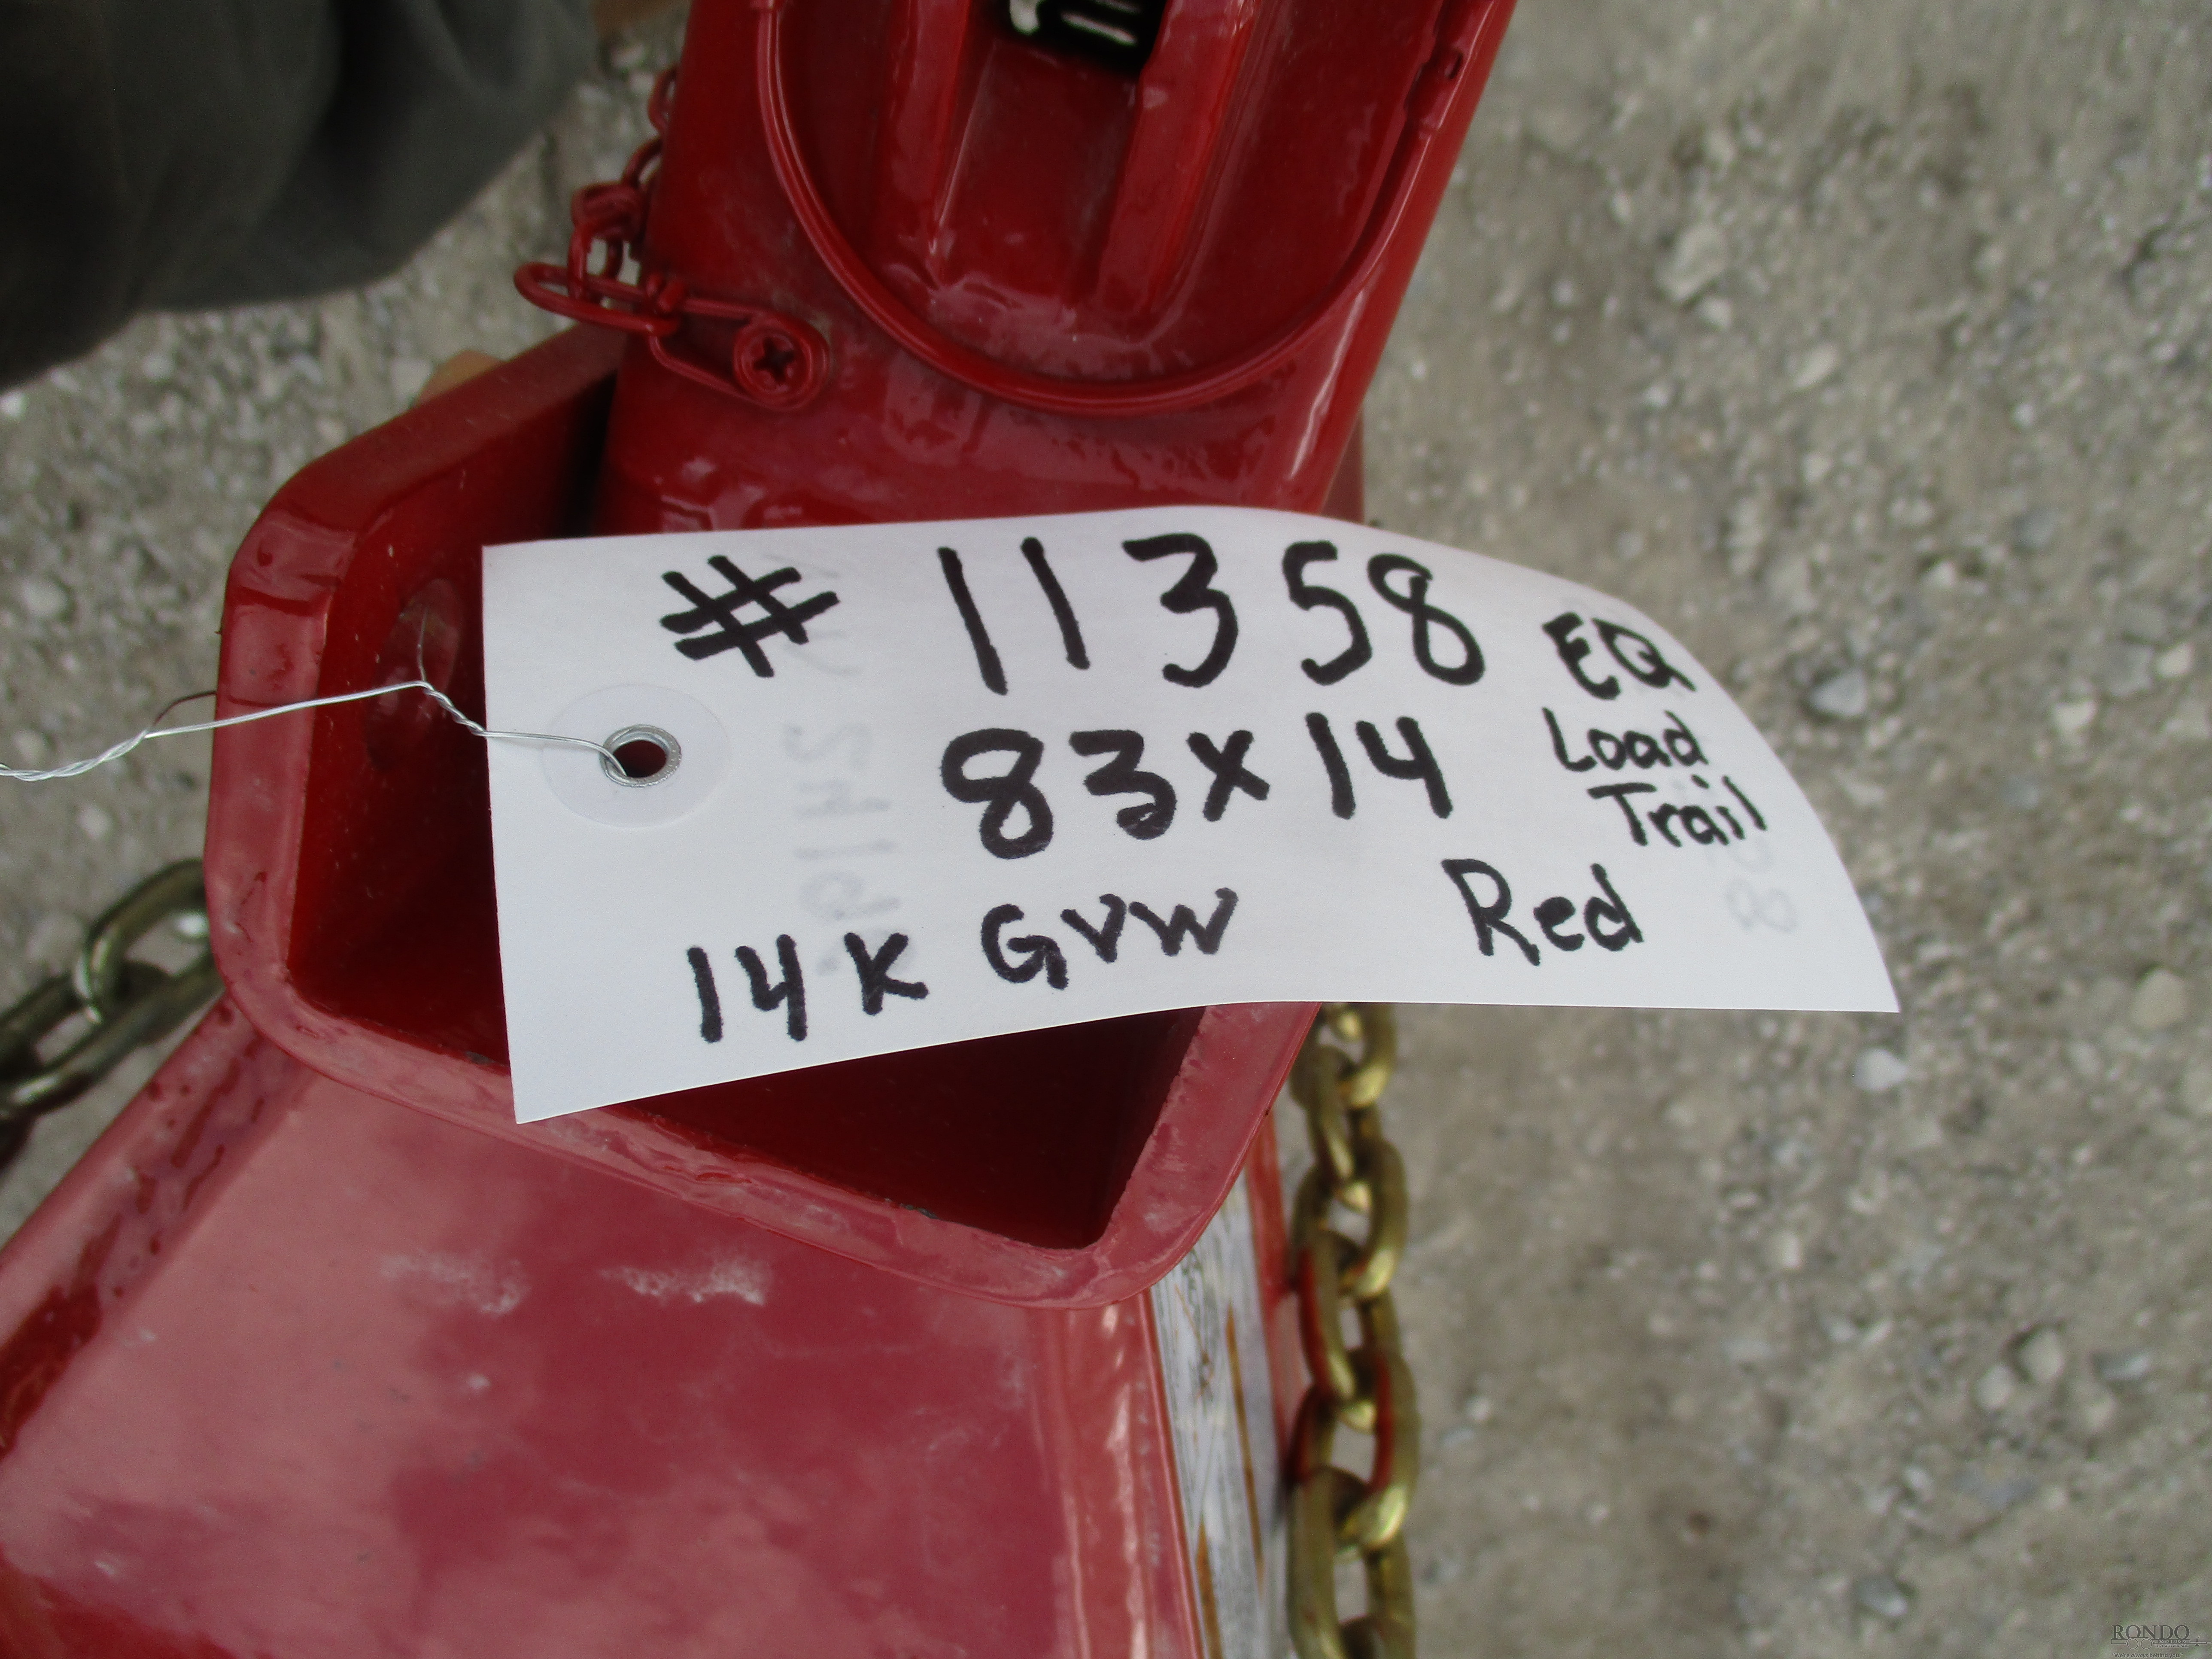 # 11358 EQ
83x14 Load Trail
14K GVW Red
RONDO